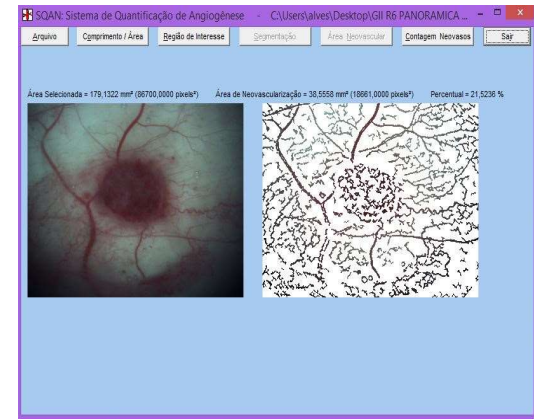 SQAN: Sistema de Quantificação de Angiogênese - C:\Users\alves\Desktop\GII R6 PANORAMICA ...
Arquivo Comprimento / Área Região de Interesse Segmentação Área Neovascular Contagem Neovasos Sair
Área Selecionada = 179,1322 mm² (86700,0000 pixels²) Área de Neovascularização = 38,5558 mm² (18661,0000 pixels²) Percentual = 21,5236 %